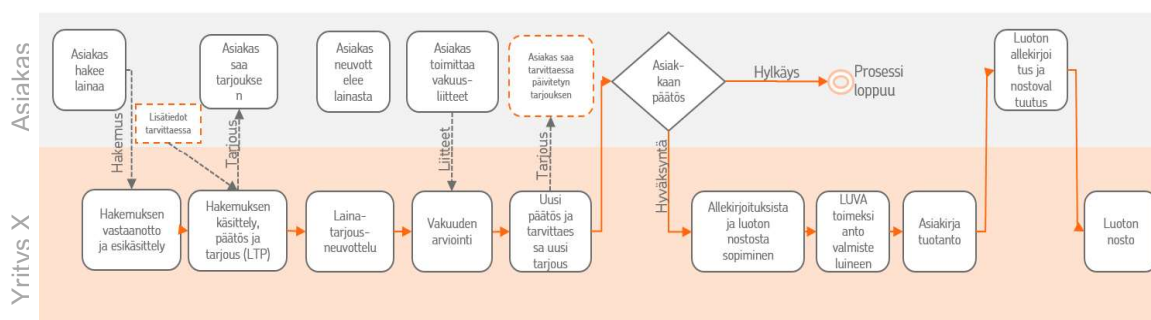 Asiakas
Asiakas
hakee
lainaa
Hakemus
Lisätiedot
tarvittaessa
Asiakas
saa
tarjoukse
n
Tarjous
Asiakas
neuvott
elee
lainasta
Asiakas
toimittaa
vakuus-
liitteet
Liitteet
Asiakas saa
tarvittaessa
päivitetyn
tarjouksen
Tarjous
Asiak-
kaan
päätös
Hylkäys
Prosessi
loppuu
Hyväksyntä
Luoton
allekirjoi
tus ja
nostoval
tuutus
Yritys X
Hakemuksen
vastaanotto
ja esikäsittely
Hakemuksen
käsittely,
päätös ja
tarjous (LTP)
Laina-
tarjous-
neuvottelu
Vakuuden
arviointi
Uusi
päätös ja
tarvittaes
sa uusi
tarjous
Allekirjoituksista
ja luoton
nostosta
sopiminen
LUVA
toimeksi
anto
valmiste
luineen
Asiakirja
tuotanto
Luoton
nosto